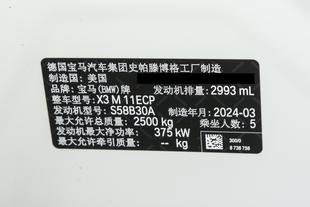 德国宝马汽车集团史帕滕博格工厂制造
制造国：美国
品牌：宝马(BMW)牌 发动机排量：2993 mL
整车型号：X3 M 11ECP
发动机型号：S58B30A 制造年月：2024-03
最大允许总质量：2500 kg 乘坐人数：5
发动机最大净功率：375 kW
最大允许牵引质量：-- kg
300/0
8 736 756